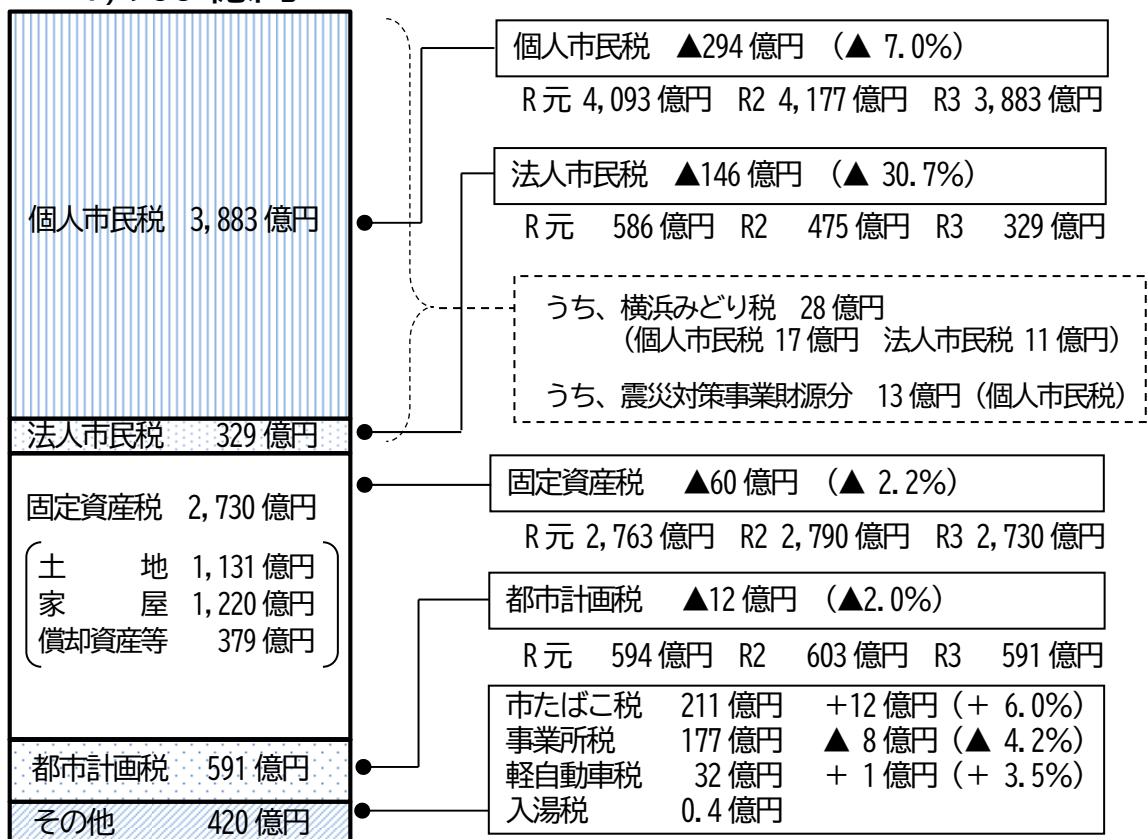 個人市民税 3,883億円
法人市民税 329億円
固定資産税 2,730億円
土地 1,131億円
家屋 1,220億円
償却資産等 379億円
都市計画税 591億円
その他 420億円
個人市民税 ▲294億円 (▲ 7.0%)
R元 4,093億円 R2 4,177億円 R3 3,883億円
法人市民税 ▲146億円 (▲ 30.7%)
R元 586億円 R2 475億円 R3 329億円
うち、横浜みどり税 28億円
(個人市民税 17億円 法人市民税 11億円)
うち、震災対策事業財源分 13億円(個人市民税)
固定資産税 ▲60億円 (▲ 2.2%)
R元 2,763億円 R2 2,790億円 R3 2,730億円
都市計画税 ▲12億円 (▲2.0%)
R元 594億円 R2 603億円 R3 591億円
市たばこ税 211億円 +12億円(+ 6.0%)
事業所税 177億円 ▲ 8億円(▲ 4.2%)
軽自動車税 32億円 + 1億円(+ 3.5%)
入湯税 0.4億円